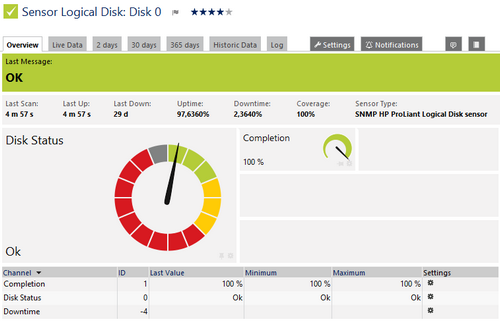 Sensor Logical Disk: Disk 0
Overview Live Data 2 days 30 days 365 days Historic Data Log Settings Notifications
Last Message:
OK
Last Scan: Last Up: Last Down: Uptime: Downtime: Coverage: Sensor Type:
4 m 57 s 4 m 57 s 29 d 97,6360% 2,3640% 100% SNMP HP ProLiant Logical Disk sensor
Disk Status
Completion
100 %
Ok
Channel ID Last Value Minimum Maximum Settings
Completion 1 100 % 100 % 100 %
Disk Status 0 Ok Ok Ok
Downtime -4